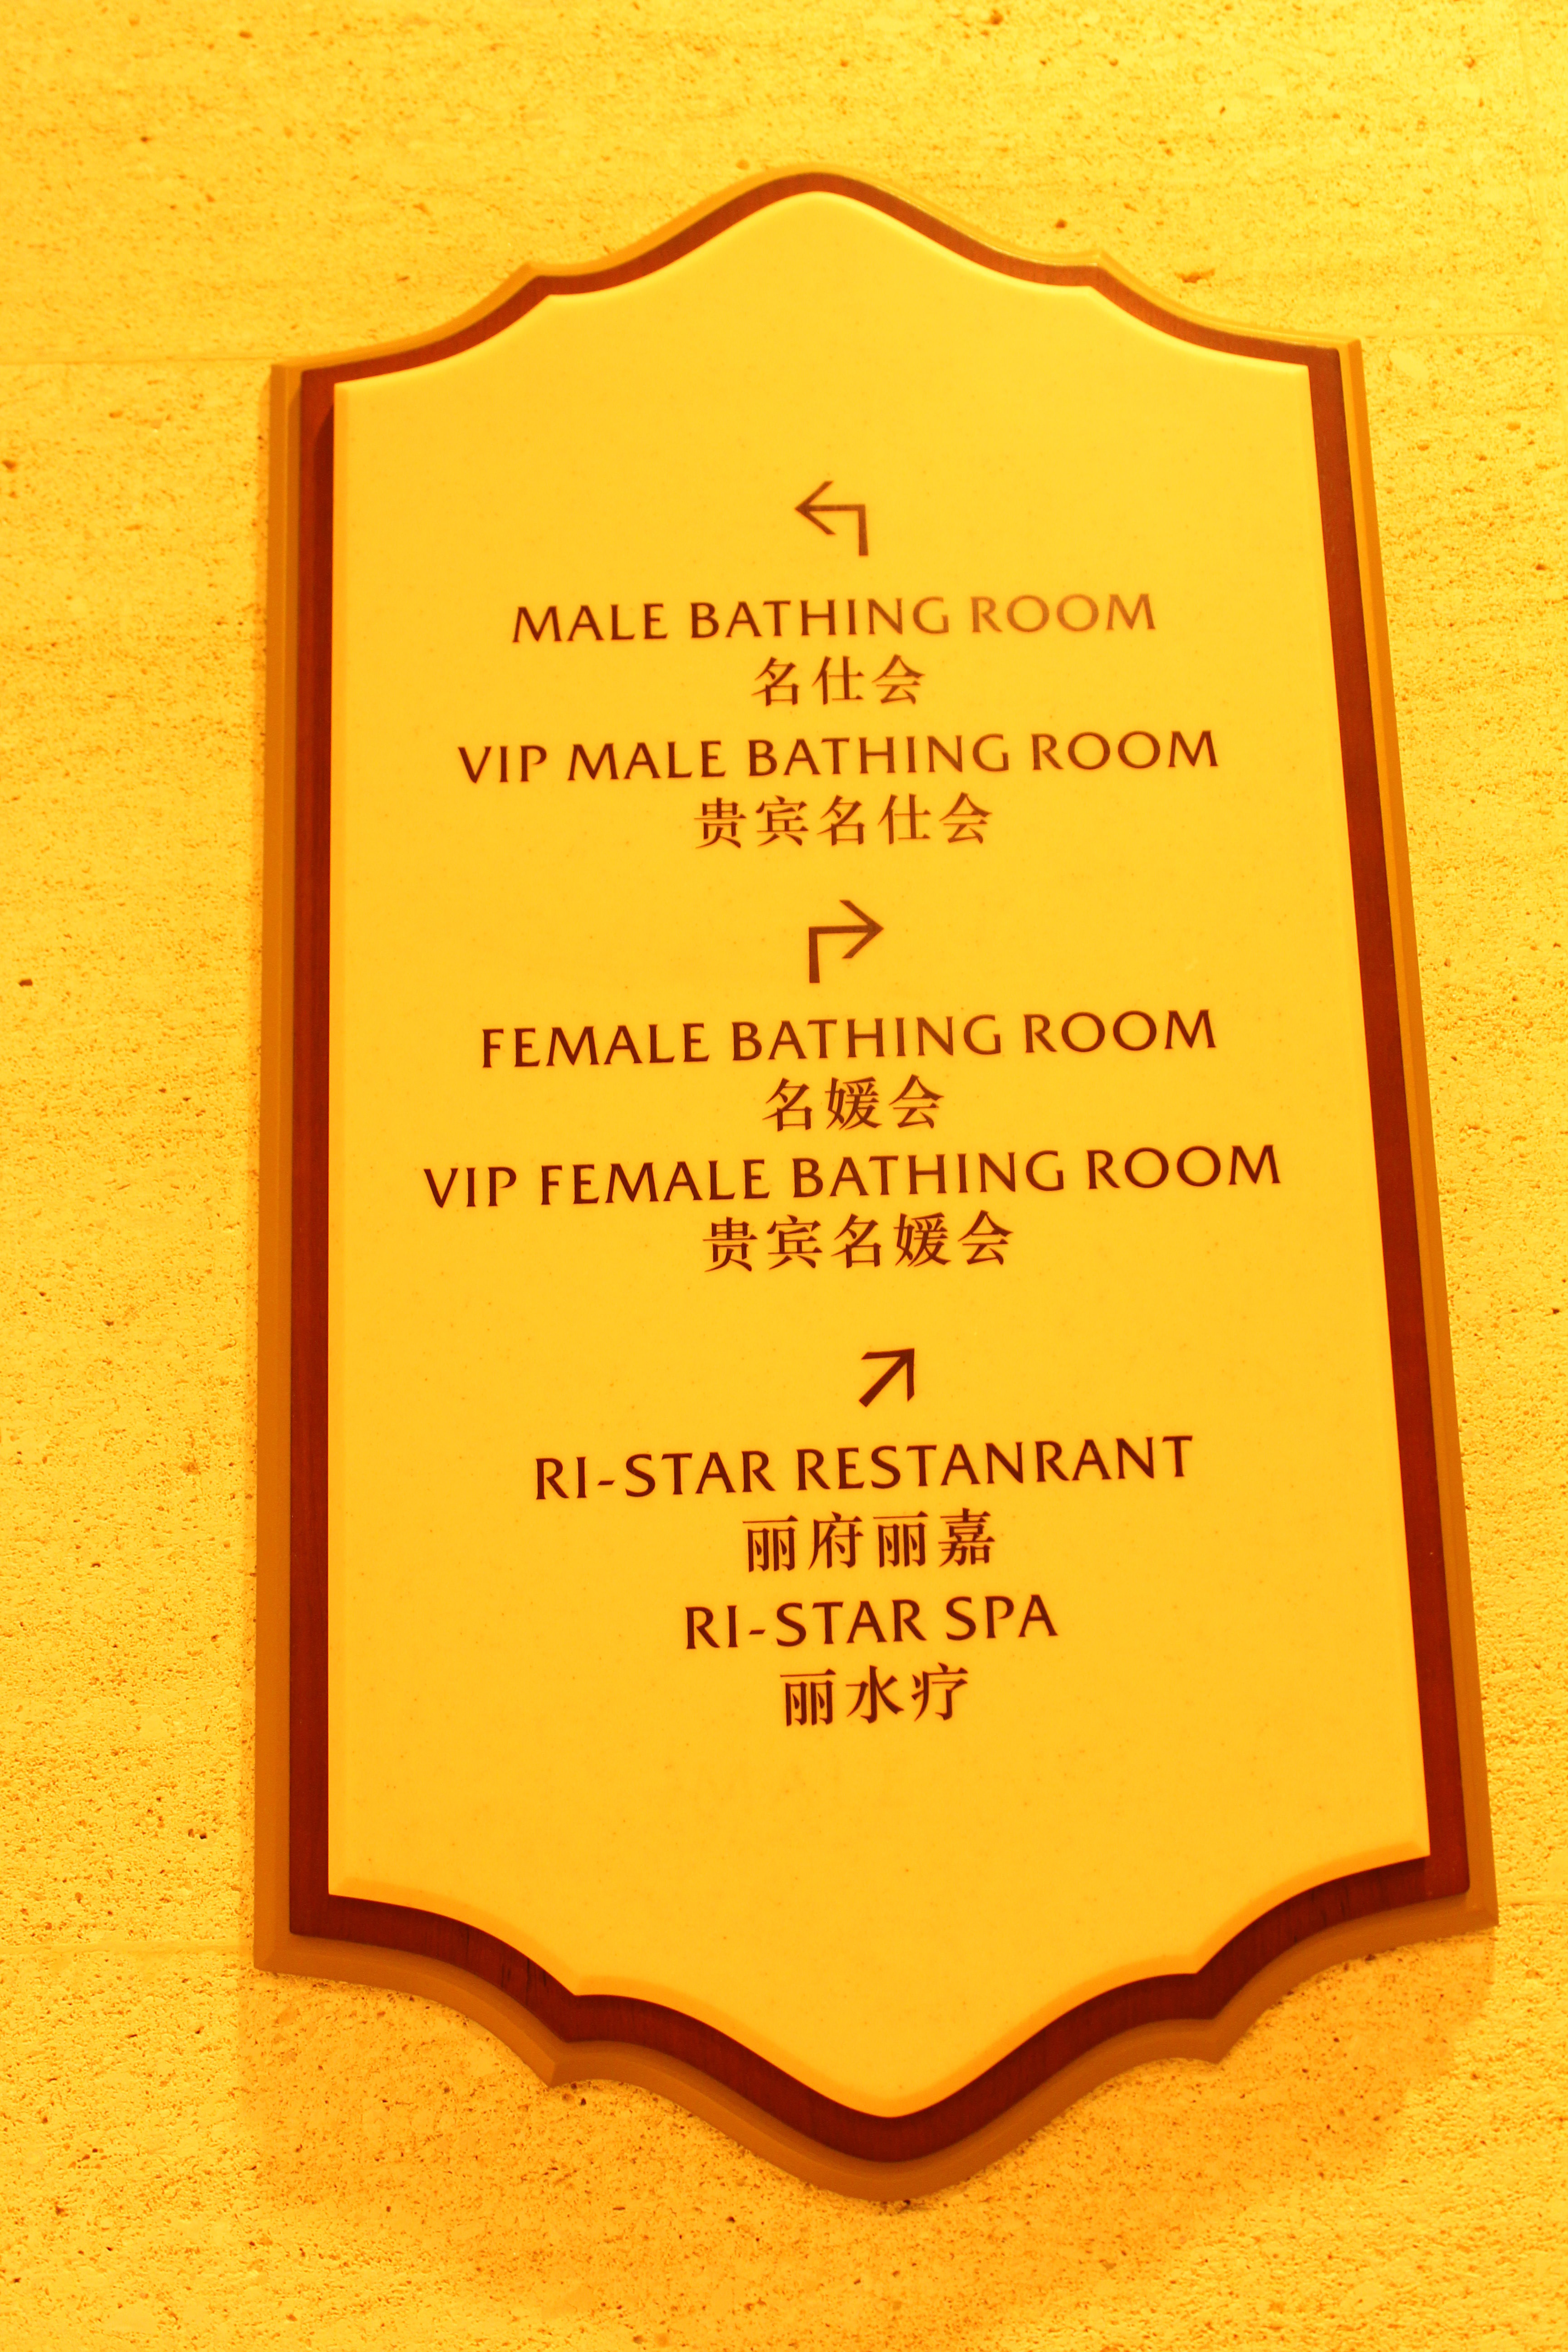 MALE BATHING ROOM
名仕会
VIP MALE BATHING ROOM
贵宾名仕会
FEMALE BATHING ROOM
名媛会
VIP FEMALE BATHING ROOM
贵宾名媛会
RI-STAR RESTANRANT
丽府丽嘉
RI-STAR SPA
丽水疗